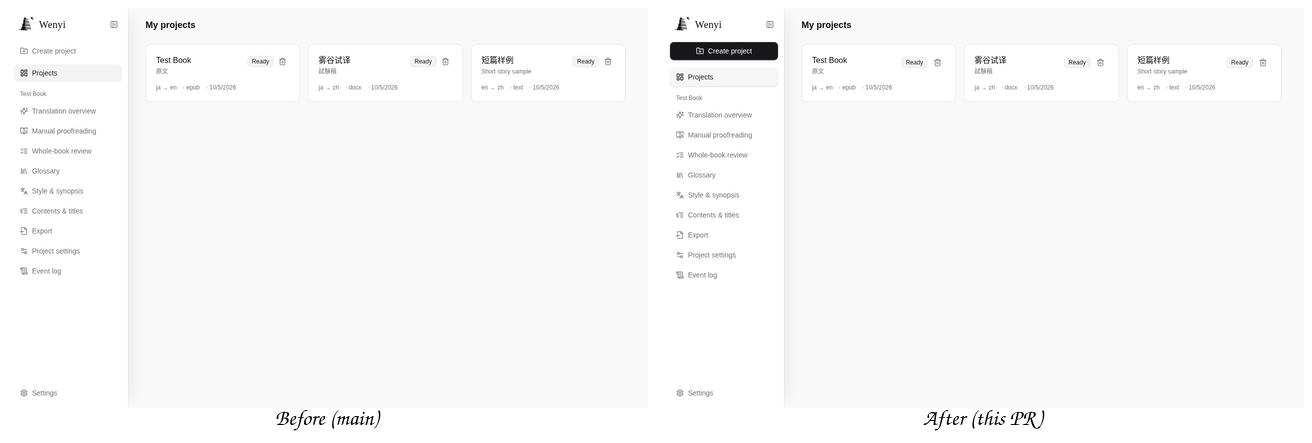 Wenyi
Create project
Projects
Test Book
Translation overview
Manual proofreading
Whole-book review
Glossary
Style & synopsis
Contents & titles
Export
Project settings
Event log
Settings
My projects
Test Book
Ready
原文
ja → en · epub · 10/5/2026
雾谷试译
Ready
試験稿
ja → zh · docx · 10/5/2026
短篇样例
Ready
Short story sample
en → zh · text · 10/5/2026
Before (main)
Wenyi
Create project
Projects
Test Book
Translation overview
Manual proofreading
Whole-book review
Glossary
Style & synopsis
Contents & titles
Export
Project settings
Event log
Settings
My projects
Test Book
Ready
原文
ja → en · epub · 10/5/2026
雾谷试译
Ready
試験稿
ja → zh · docx · 10/5/2026
短篇样例
Ready
Short story sample
en → zh · text · 10/5/2026
After (this PR)